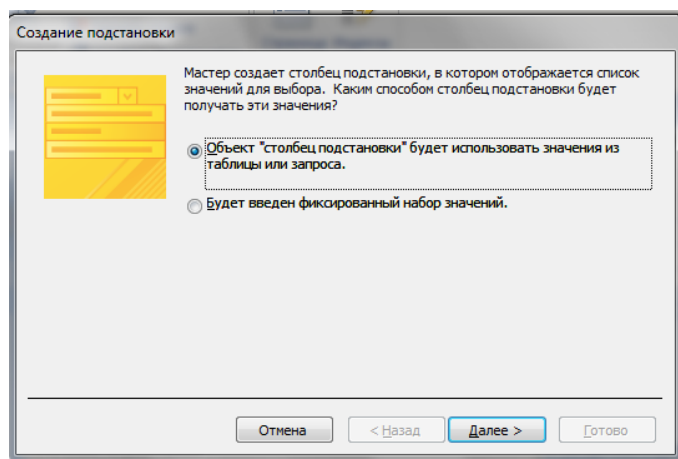 Создание подстановки
Мастер создает столбец подстановки, в котором отображается список
значений для выбора. Каким способом столбец подстановки будет
получать эти значения?
Объект "столбец подстановки" будет использовать значения из
таблицы или запроса.
Будет введен фиксированный набор значений.
Отмена
< Назад
Далее >
Готово